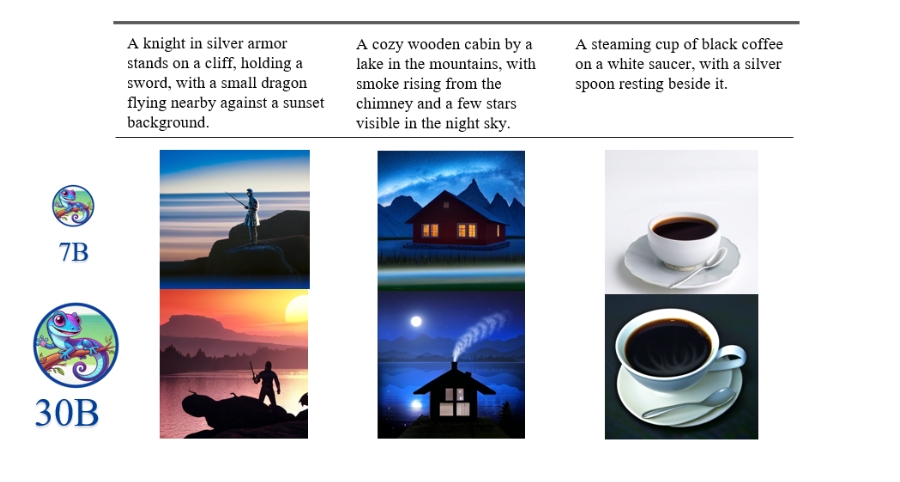 A knight in silver armor
stands on a cliff, holding a
sword, with a small dragon
flying nearby against a sunset
background.
A cozy wooden cabin by a
lake in the mountains, with
smoke rising from the
chimney and a few stars
visible in the night sky.
A steaming cup of black coffee
on a white saucer, with a silver
spoon resting beside it.
7B
30B